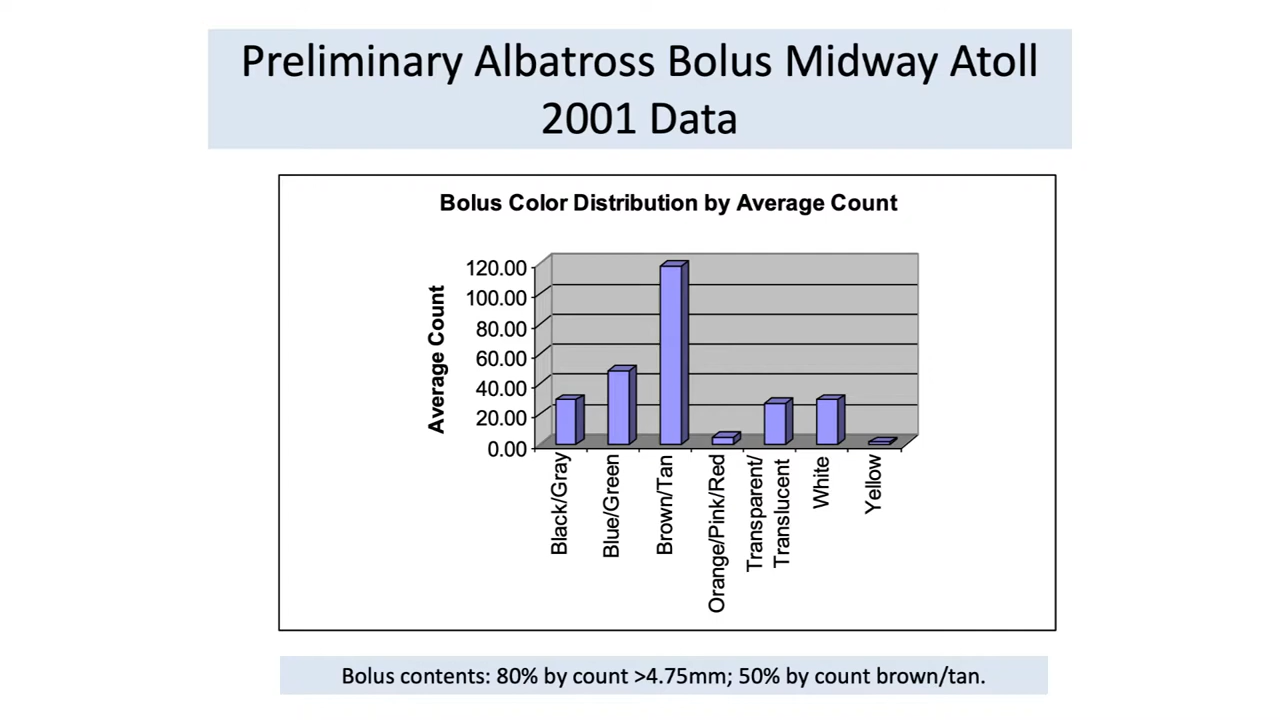 Preliminary Albatross Bolus Midway Atoll
2001 Data
Bolus Color Distribution by Average Count
Average Count
120.00
100.00
80.00
60.00
40.00
20.00
0.00
Black/Gray
Blue/Green
Brown/Tan
Orange/Pink/Red
Transparent/
Translucent
White
Yellow
Bolus contents: 80% by count >4.75mm; 50% by count brown/tan.